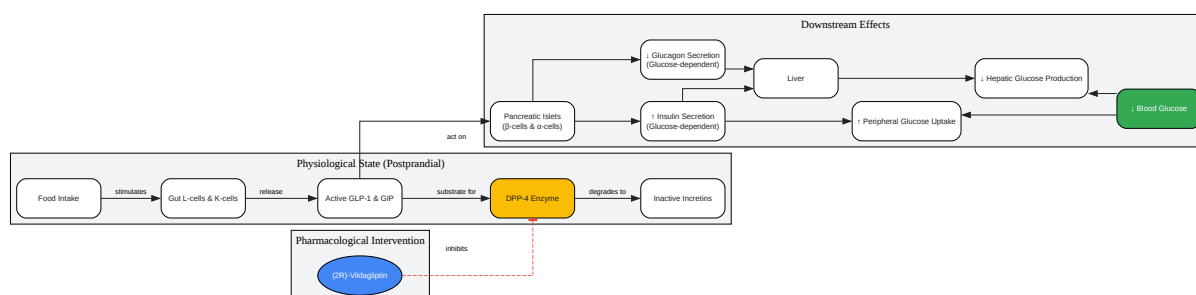 Downstream Effects
↓ Glucagon Secretion
(Glucose-dependent)
Liver
↓ Hepatic Glucose Production
↓ Blood Glucose
Pancreatic Islets
(β-cells & α-cells)
↑ Insulin Secretion
(Glucose-dependent)
↑ Peripheral Glucose Uptake
act on
Physiological State (Postprandial)
Food Intake
stimulates
Gut L-cells & K-cells
release
Active GLP-1 & GIP
substrate for
DPP-4 Enzyme
degrades to
Inactive Incretins
Pharmacological Intervention
inhibits
(2R)-Vildagliptin